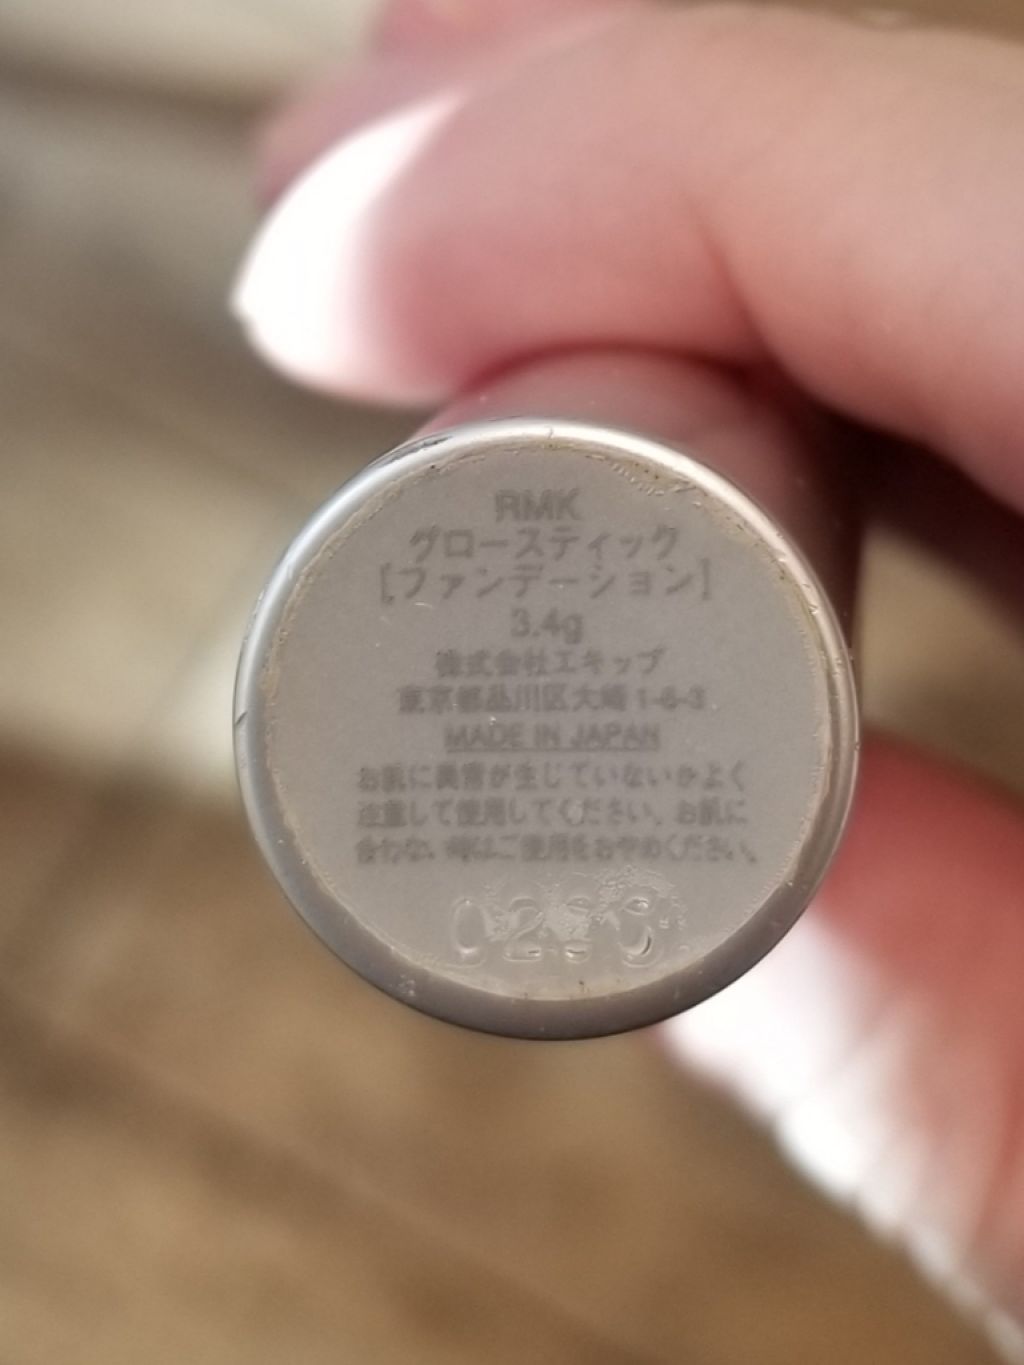 RMK
グロースティック
[ファンデーション]
3.4g
株式会社エキップ
東京都品川区大崎1-6-3
MADE IN JAPAN
お肌に異常が生じていないかよく
注意して使用してください。お肌に
合わない時はご使用をおやめください。